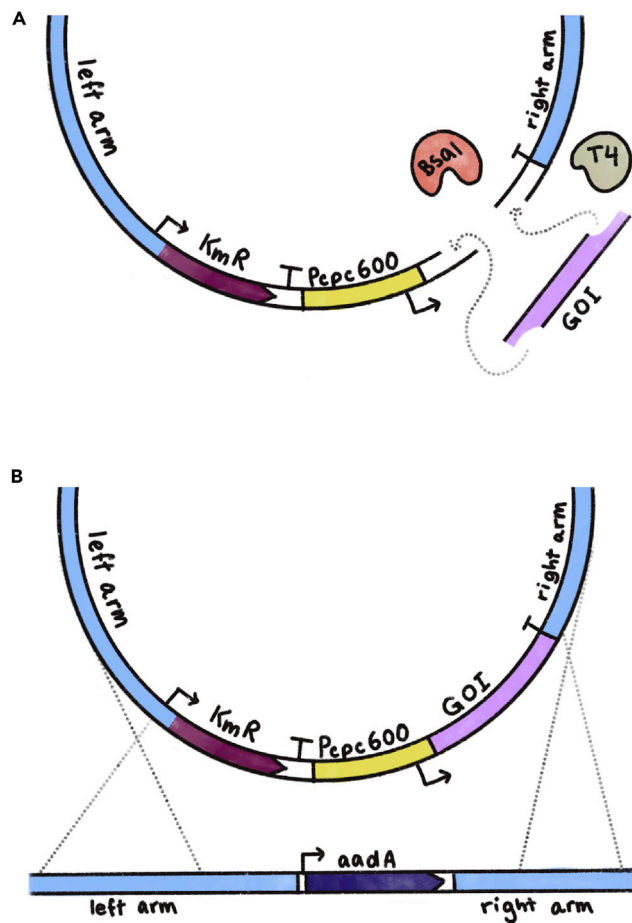 A
left arm
KmR
Pcpc600
BsaI
right arm
T4
GOI
B
left arm
KmR
Pcpc600
GOI
right arm
aadA
left arm
right arm